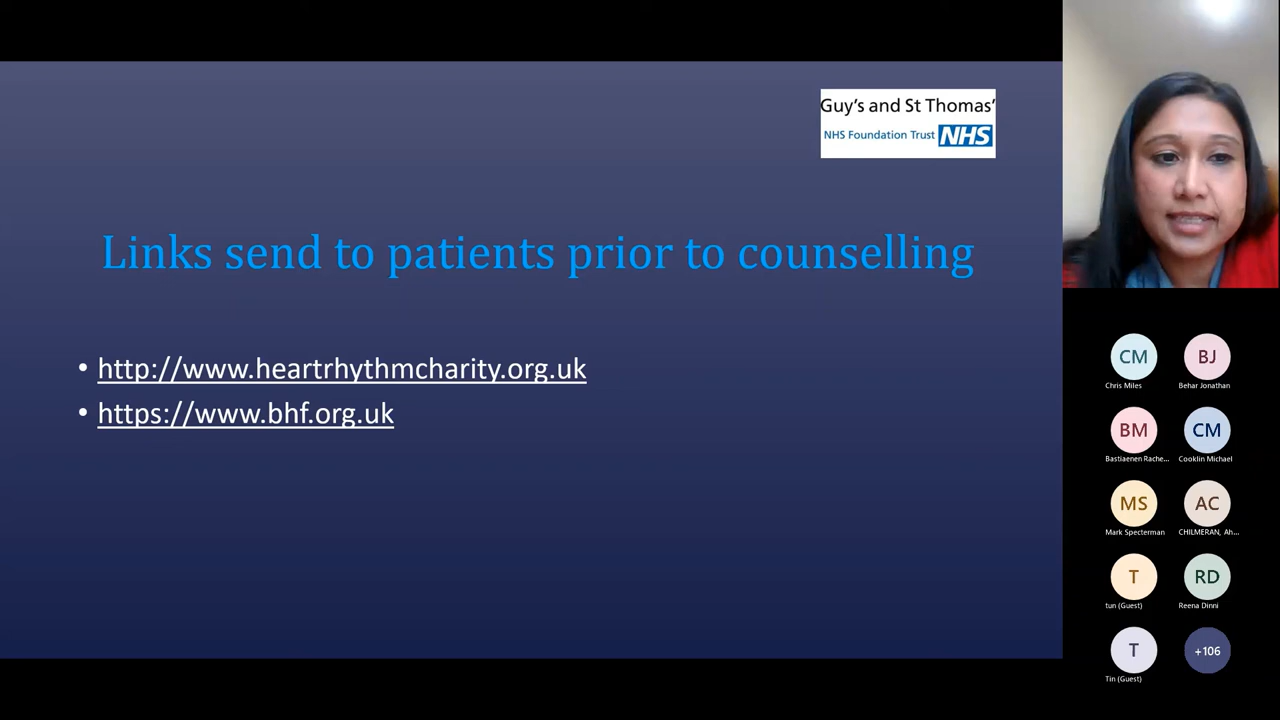 Guy's and St Thomas'
NHS Foundation Trust NHS
Links send to patients prior to counselling
• http://www.heartrhythmcharity.org.uk
• https://www.bhf.org.uk
CM
Chris Miles
BJ
Behar Jonathan
BM
Bastiaenen Rache...
CM
Cooklin Michael
MS
Mark Specterman
AC
CHILMERAN, Ah...
T
tun (Guest)
RD
Reena Dinni
T
Tin (Guest)
+106